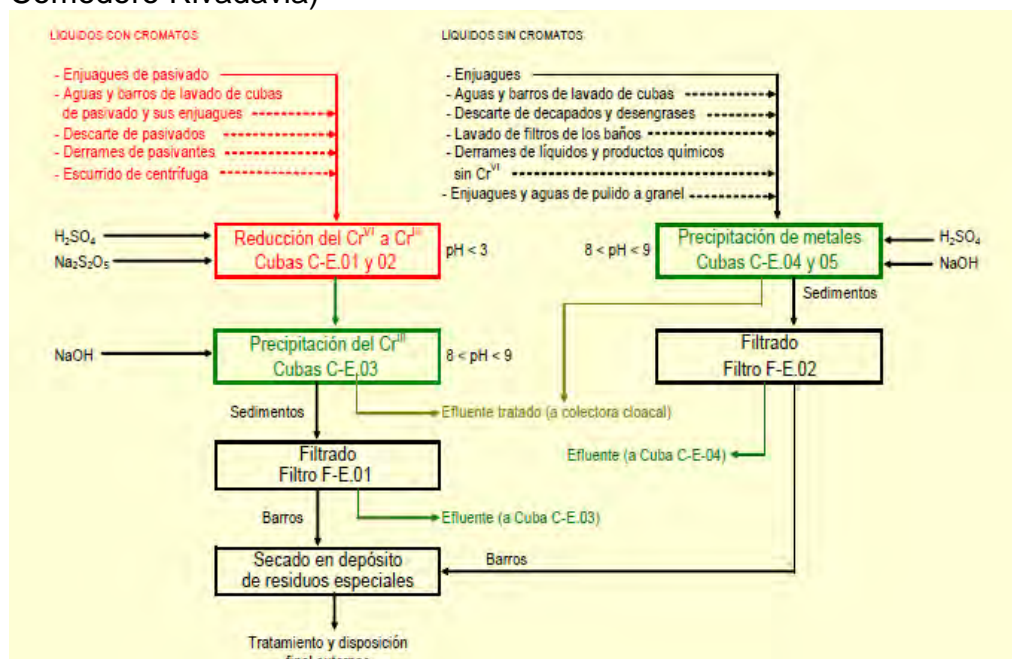 Comodoro Rivadavia)
LÍQUIDOS CON CROMATOS
- Enjuagues de pasivado
- Aguas y barros de lavado de cubas
de pasivado y sus enjuagues
- Descarte de pasivados
- Derrames de pasivantes
- Escurrido de centrífuga
LÍQUIDOS SIN CROMATOS
- Enjuagues
- Aguas y barros de lavado de cubas
- Descarte de decapados y desengrases
- Lavado de filtros de los baños
- Derrames de líquidos y productos químicos
sin Cr^VI
- Enjuagues y aguas de pulido a granel
H₂SO₄
Na₂S₂O₅
Reducción del Cr^VI a Cr^III
Cubas C-E.01 y 02
pH < 3
8 < pH < 9
Precipitación de metales
Cubas C-E.04 y 05
H₂SO₄
NaOH
Sedimentos
NaOH
Precipitación del Cr^III
Cubas C-E.03
8 < pH < 9
Filtrado
Filtro F-E.02
Sedimentos
Efluente tratado (a colectora cloacal)
Filtrado
Filtro F-E.01
Efluente (a Cuba C-E-04)
Barros
Efluente (a Cuba C-E.03)
Secado en depósito
de residuos especiales
Barros
Tratamiento y disposición